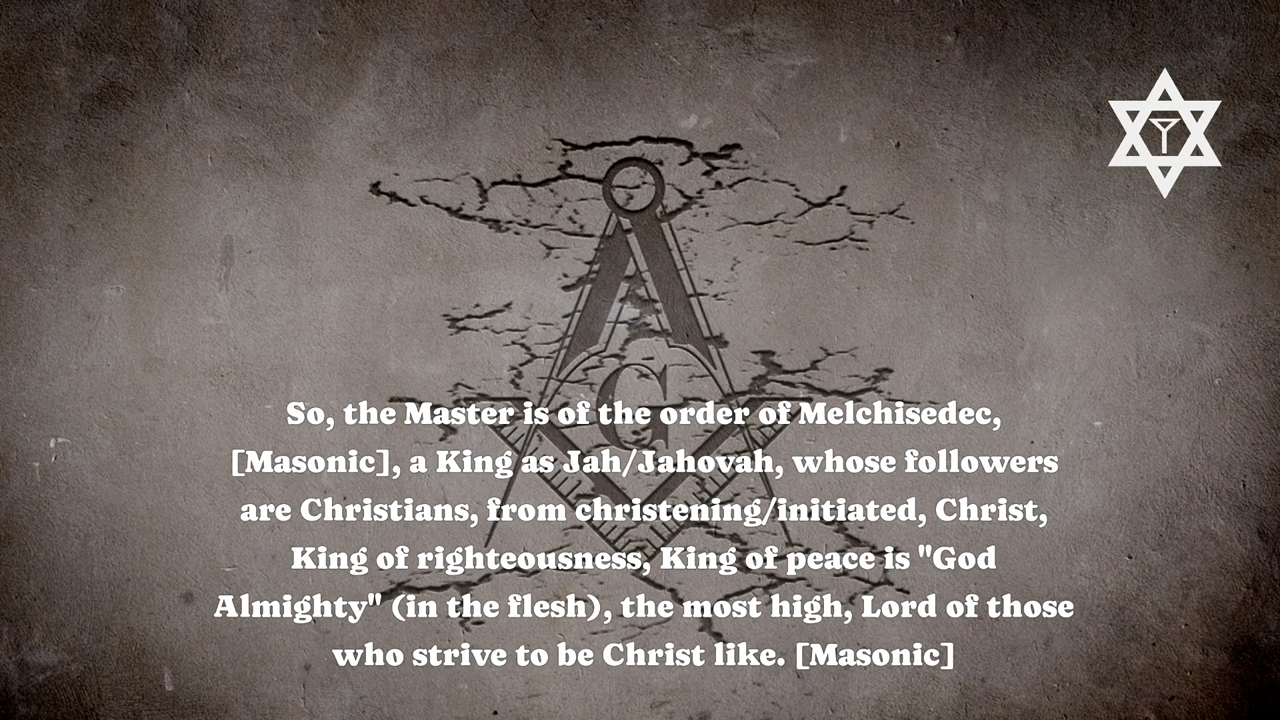 G
So, the Master is of the order of Melchisedec,
[Masonic], a King as Jah/Jahovah, whose followers
are Christians, from christening/initiated, Christ,
King of righteousness, King of peace is "God
Almighty" (in the flesh), the most high, Lord of those
who strive to be Christ like. [Masonic]